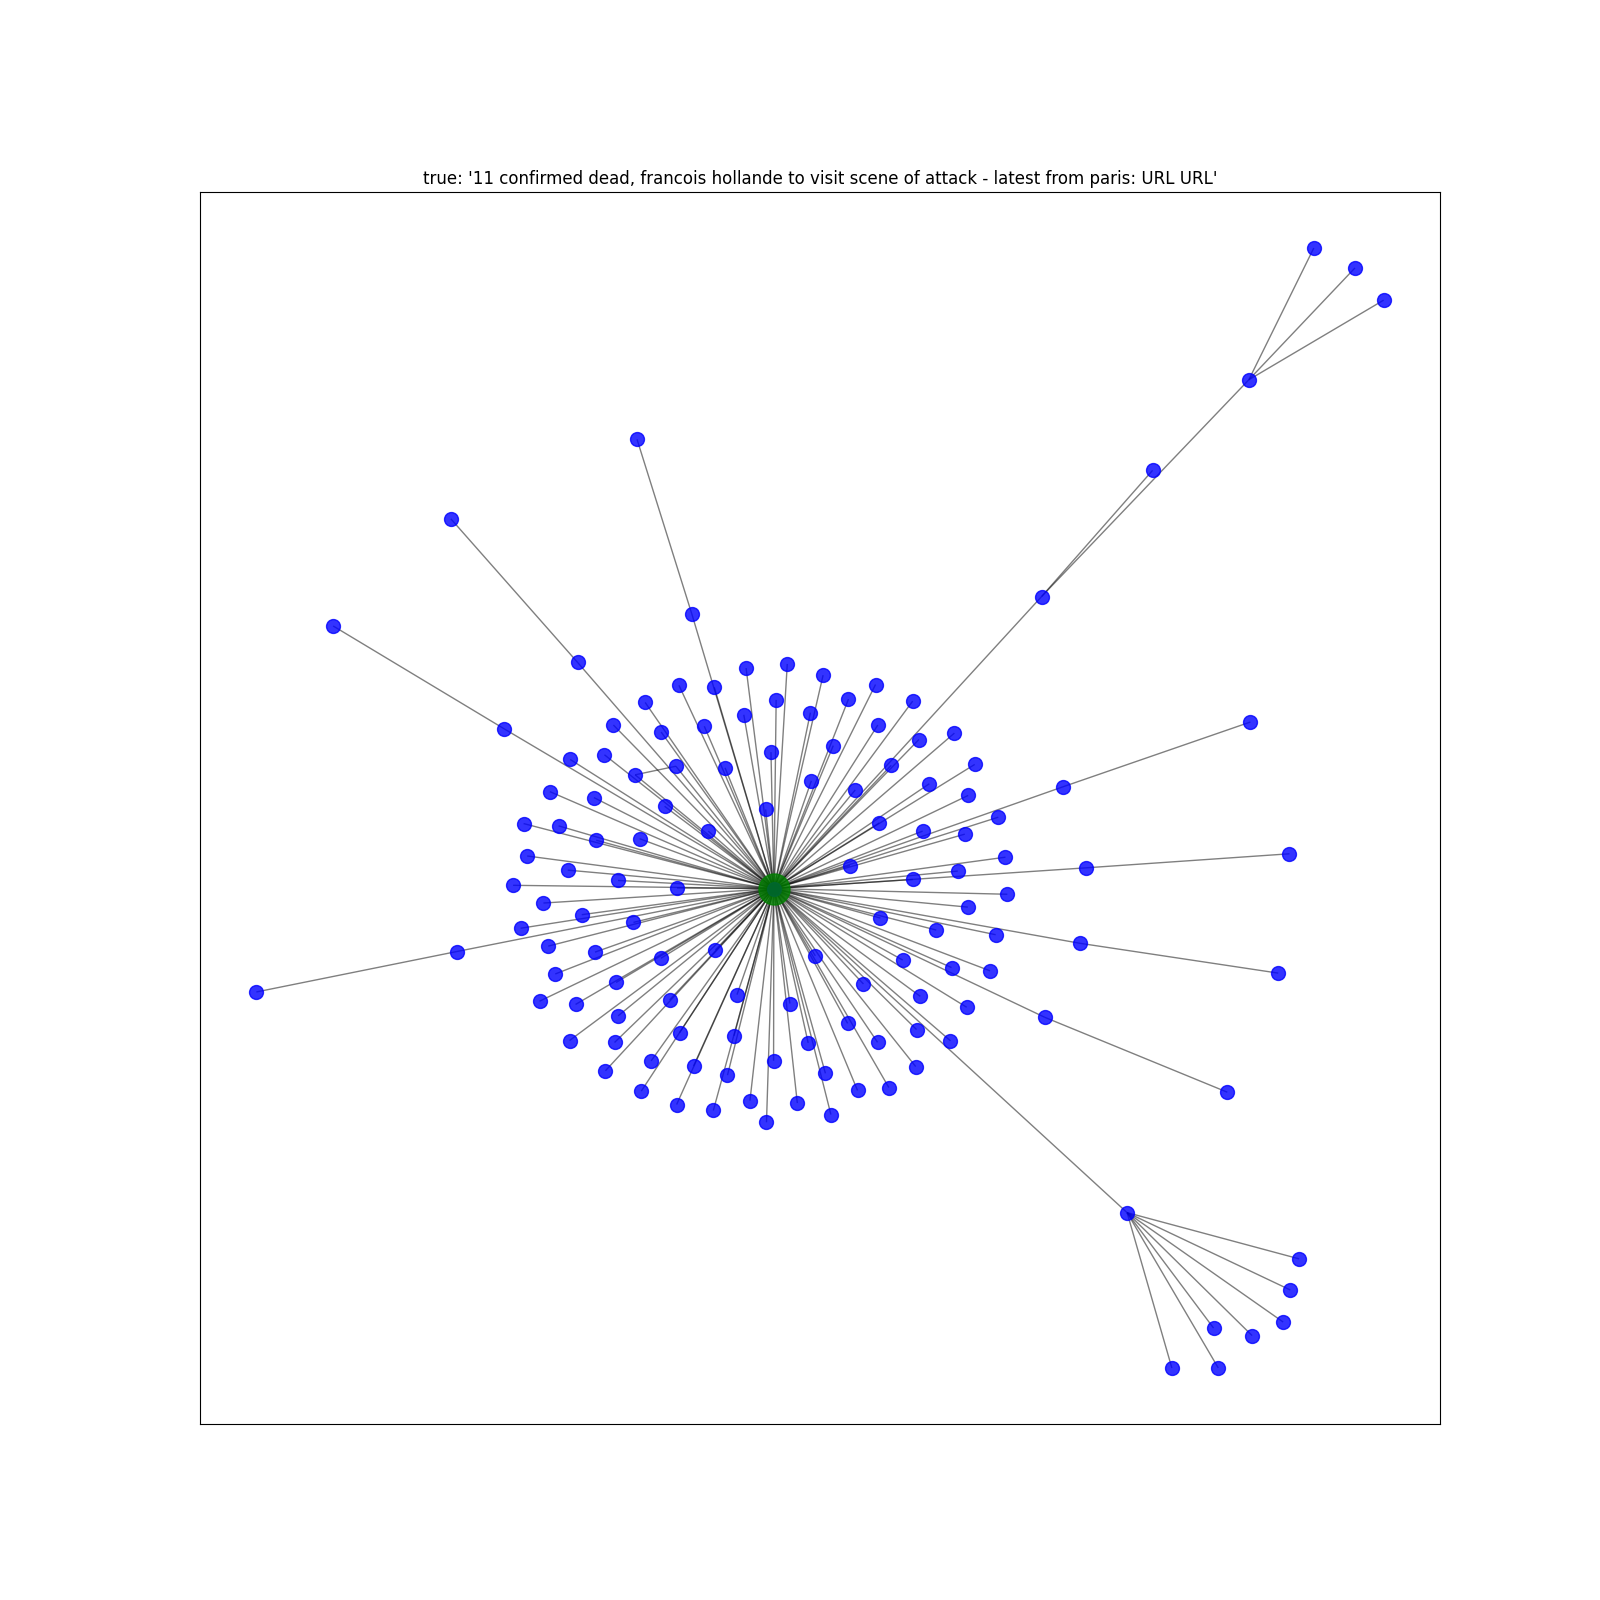 true: '11 confirmed dead, francois hollande to visit scene of attack - latest from paris: URL URL'